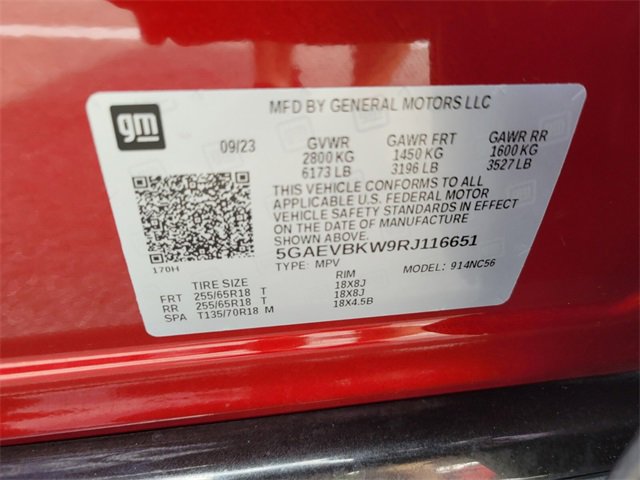 gm
MFD BY GENERAL MOTORS LLC
09/23 GVWR GAWR FRT GAWR RR
2800 KG 1450 KG 1600 KG
6173 LB 3196 LB 3527 LB
THIS VEHICLE CONFORMS TO ALL
APPLICABLE U.S. FEDERAL MOTOR
VEHICLE SAFETY STANDARDS IN EFFECT
ON THE DATE OF MANUFACTURE
SHOWN ABOVE.
5GAEVBKW9RJ116651
170H TYPE: MPV MODEL: 914NC56
TIRE SIZE RIM
FRT 255/65R18 T 18X8J
RR 255/65R18 T 18X8J
SPA T135/70R18 M 18X4.5B